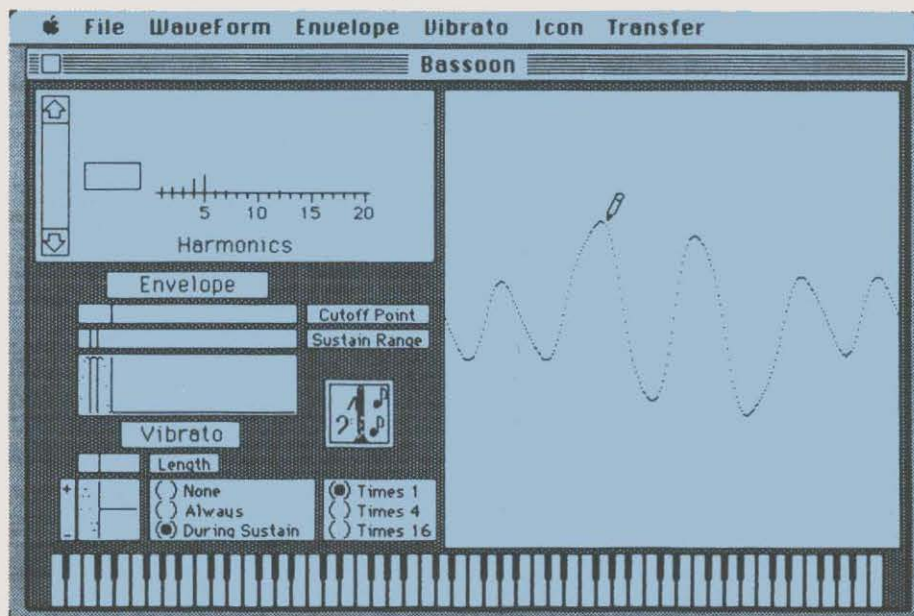 File WaveForm Envelope Vibrato Icon Transfer
Bassoon
5 10 15 20
Harmonics
Envelope
Cutoff Point
Sustain Range
Vibrato
Length
+
-
None
Always
During Sustain
Times 1
Times 4
Times 16